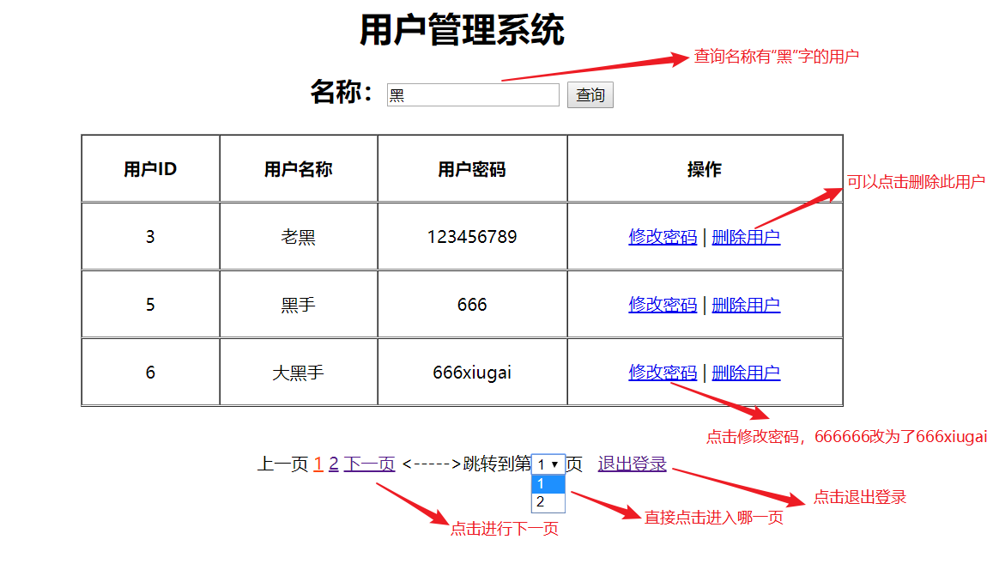 用户管理系统
查询名称有“黑”字的用户
名称： 黑 查询
用户ID 用户名称 用户密码 操作
可以点击删除此用户
3 老黑 123456789 修改密码 | 删除用户
5 黑手 666 修改密码 | 删除用户
6 大黑手 666xiugai 修改密码 | 删除用户
点击修改密码，666666改为了666xiugai
上一页 1 2 下一页 <----->跳转到第 1 页 退出登录
1
2
点击退出登录
直接点击进入哪一页
点击进行下一页